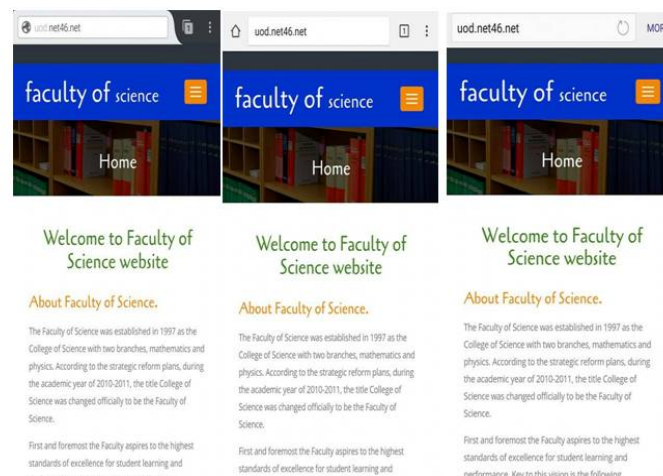 uod.net46.net
1
faculty of science
Home
Welcome to Faculty of
Science website
About Faculty of Science.
The Faculty of Science was established in 1997 as the
College of Science with two branches, mathematics and
physics. According to the strategic reform plans, during
the academic year of 2010-2011, the title College of
Science was changed officially to be the Faculty of
Science.
First and foremost the Faculty aspires to the highest
standards of excellence for student learning and
uod.net46.net
1
faculty of science
Home
Welcome to Faculty of
Science website
About Faculty of Science.
The Faculty of Science was established in 1997 as the
College of Science with two branches, mathematics and
physics. According to the strategic reform plans, during
the academic year of 2010-2011, the title College of
Science was changed officially to be the Faculty of
Science.
First and foremost the Faculty aspires to the highest
standards of excellence for student learning and
uod.net46.net MOR
faculty of science
Home
Welcome to Faculty of
Science website
About Faculty of Science.
The Faculty of Science was established in 1997 as the
College of Science with two branches, mathematics and
physics. According to the strategic reform plans, during
the academic year of 2010-2011, the title College of
Science was changed officially to be the Faculty of
Science.
First and foremost the Faculty aspires to the highest
standards of excellence for student learning and
performance. Key to this vision is the following